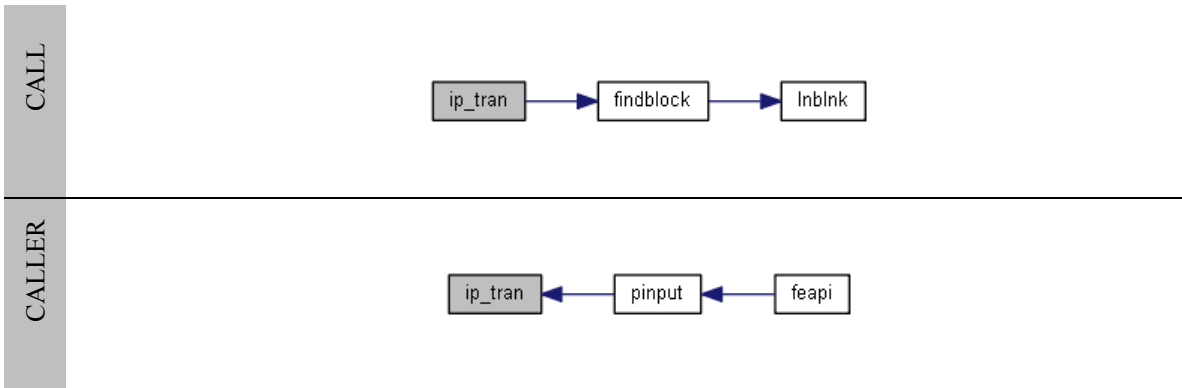 CALL
ip_tran
findblock
lnblnk
CALLER
ip_tran
pinput
feapi